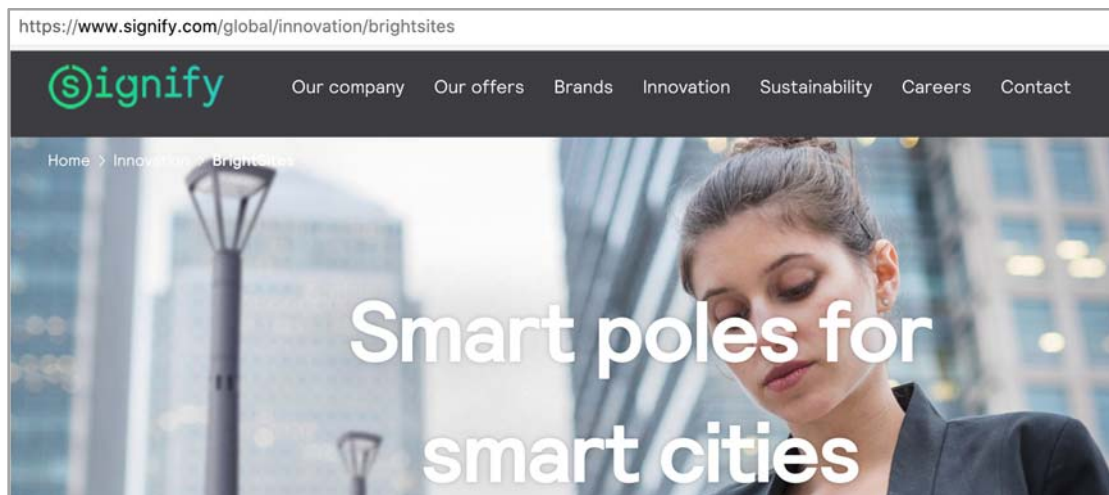 https://www.signify.com/global/innovation/brightsites
signify
Our company Our offers Brands Innovation Sustainability Careers Contact
Home > Innovation > BrightSites
Smart poles for
smart cities